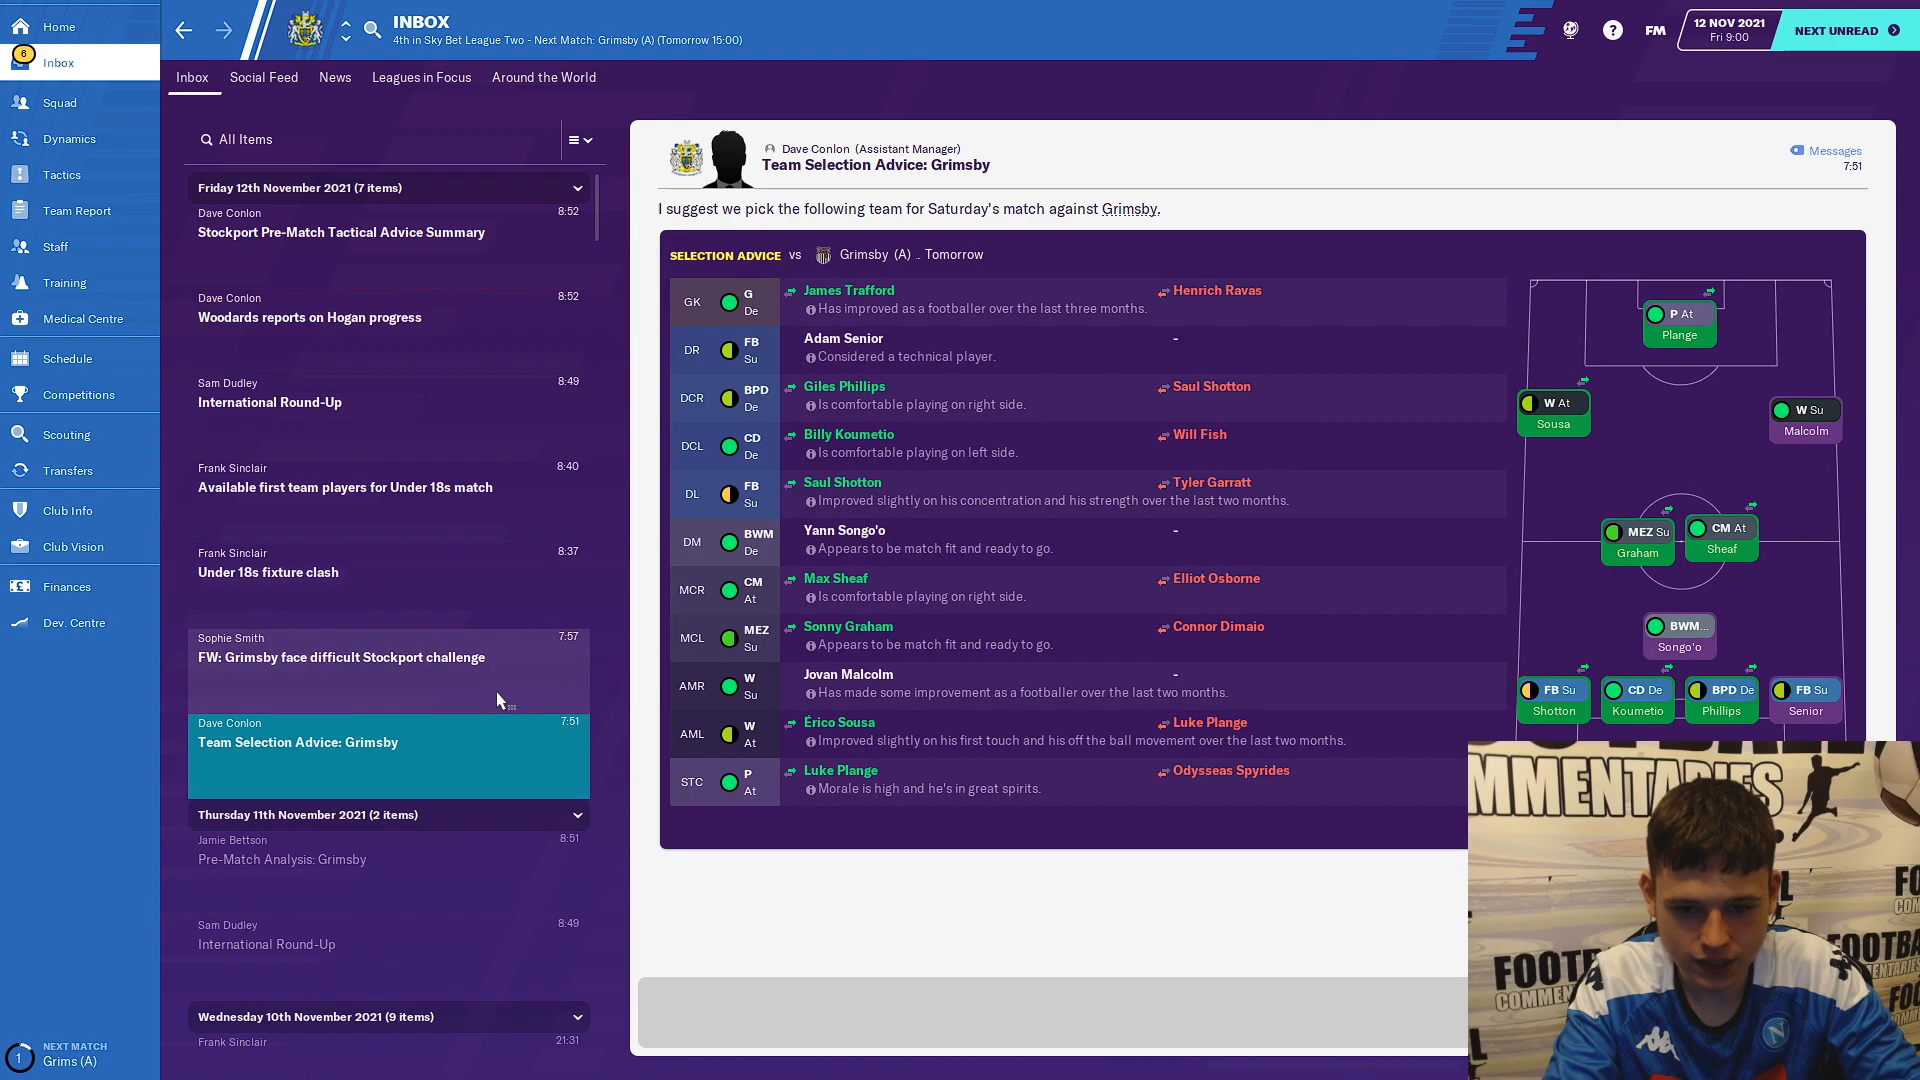 Home
6
Inbox
Squad
Dynamics
Tactics
Team Report
Staff
Training
Medical Centre
Schedule
Competitions
Scouting
Transfers
Club Info
Club Vision
Finances
Dev. Centre
1
NEXT MATCH
Grims (A)
INBOX
4th in Sky Bet League Two - Next Match: Grimsby (A) (Tomorrow 15:00)
?
FM
12 NOV 2021
Fri 9:00
NEXT UNREAD
Inbox Social Feed News Leagues in Focus Around the World
All Items
Friday 12th November 2021 (7 items)
Dave Conlon 8:52
Stockport Pre-Match Tactical Advice Summary
Dave Conlon 8:52
Woodards reports on Hogan progress
Sam Dudley 8:49
International Round-Up
Frank Sinclair 8:40
Available first team players for Under 18s match
Frank Sinclair 8:37
Under 18s fixture clash
Sophie Smith 7:57
FW: Grimsby face difficult Stockport challenge
Dave Conlon 7:51
Team Selection Advice: Grimsby
Thursday 11th November 2021 (2 items)
Jamie Bettson 8:51
Pre-Match Analysis: Grimsby
Sam Dudley 8:49
International Round-Up
Wednesday 10th November 2021 (9 items)
Frank Sinclair 21:31
Dave Conlon (Assistant Manager)
Team Selection Advice: Grimsby
Messages
7:51
I suggest we pick the following team for Saturday's match against Grimsby.
SELECTION ADVICE vs Grimsby (A) . Tomorrow
GK G De James Trafford Henrich Ravas
Has improved as a footballer over the last three months.
DR FB Su Adam Senior -
Considered a technical player.
DCR BPD De Giles Phillips Saul Shotton
Is comfortable playing on right side.
DCL CD De Billy Koumetio Will Fish
Is comfortable playing on left side.
DL FB Su Saul Shotton Tyler Garratt
Improved slightly on his concentration and his strength over the last two months.
DM BWM De Yann Songo'o -
Appears to be match fit and ready to go.
MCR CM At Max Sheaf Elliot Osborne
Is comfortable playing on right side.
MCL MEZ Su Sonny Graham Connor Dimaio
Appears to be match fit and ready to go.
AMR W Su Jovan Malcolm -
Has made some improvement as a footballer over the last two months.
AML W At Érico Sousa Luke Plange
Improved slightly on his first touch and his off the ball movement over the last two months.
STC P At Luke Plange Odysseas Spyrides
Morale is high and he's in great spirits.
P At
Plange
W At
Sousa
W Su
Malcolm
MEZ Su
Graham
CM At
Sheaf
BWM...
Songo'o
FB Su
Shotton
CD De
Koumetio
BPD De
Phillips
FB Su
Senior
MMENTARIES
FOOT
COMMEN
OOTBA
MENTARIES
N